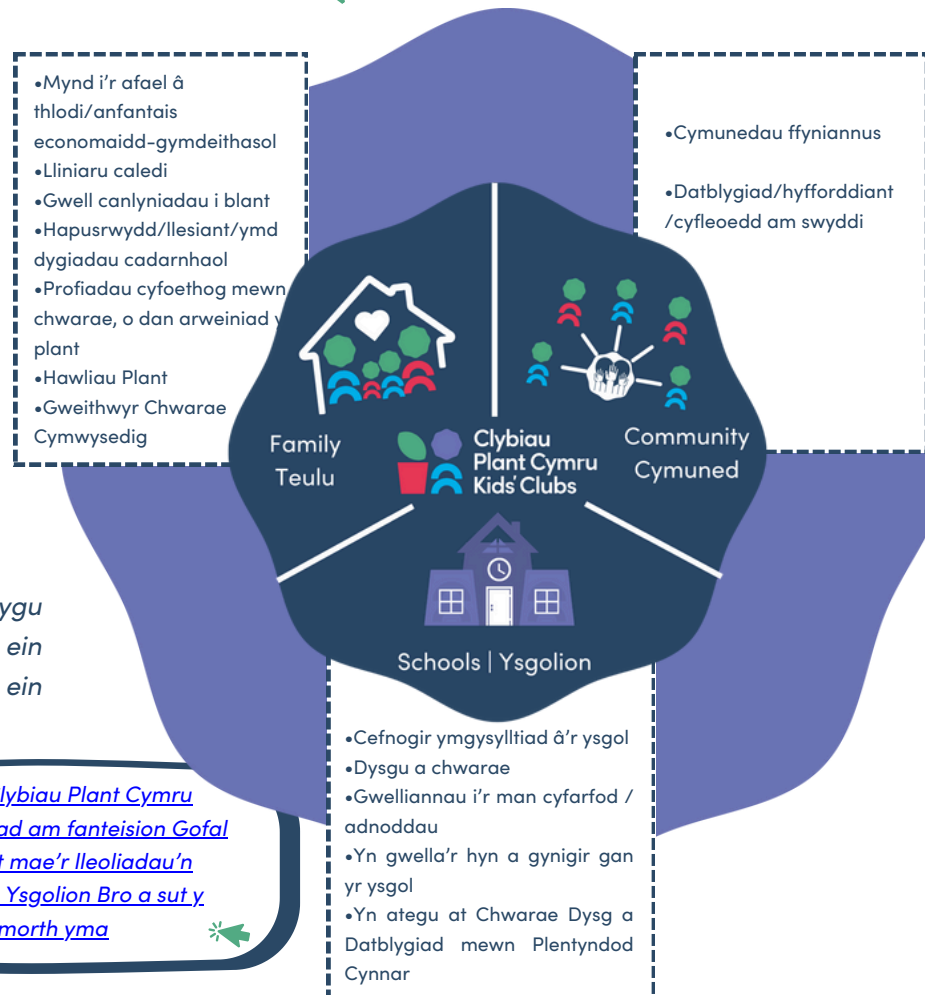 •Mynd i'r afael â
thlodi/anfantais
economaidd-gymdeithasol
•Lliniaru caledi
•Gwell canlyniadau i blant
•Hapusrwydd/llesiant/ymd
dygiadau cadarnhaol
•Profiadau cyfoethog mewn
chwarae, o dan arweiniad y
plant
•Hawliau Plant
•Gweithwyr Chwarae
Cymwysedig
•Cymunedau ffyniannus
•Datblygiad/hyfforddiant
/cyfleoedd am swyddi
Family
Teulu
Clybiau
Plant Cymru
Kids' Clubs
Community
Cymuned
Schools | Ysgolion
•Cefnogir ymgysylltiad â'r ysgol
•Dysgu a chwarae
•Gwelliannau i'r man cyfarfod /
adnoddau
•Yn gwella'r hyn a gynigir gan
yr ysgol
•Yn ategu at Chwarae Dysg a
Datblygiad mewn Plentyndod
Cynnar
ein
ein
Plant Cymru
am fanteision Gofal
mae'r lleoliadau'n
Ysgolion Bro a sut y
yma